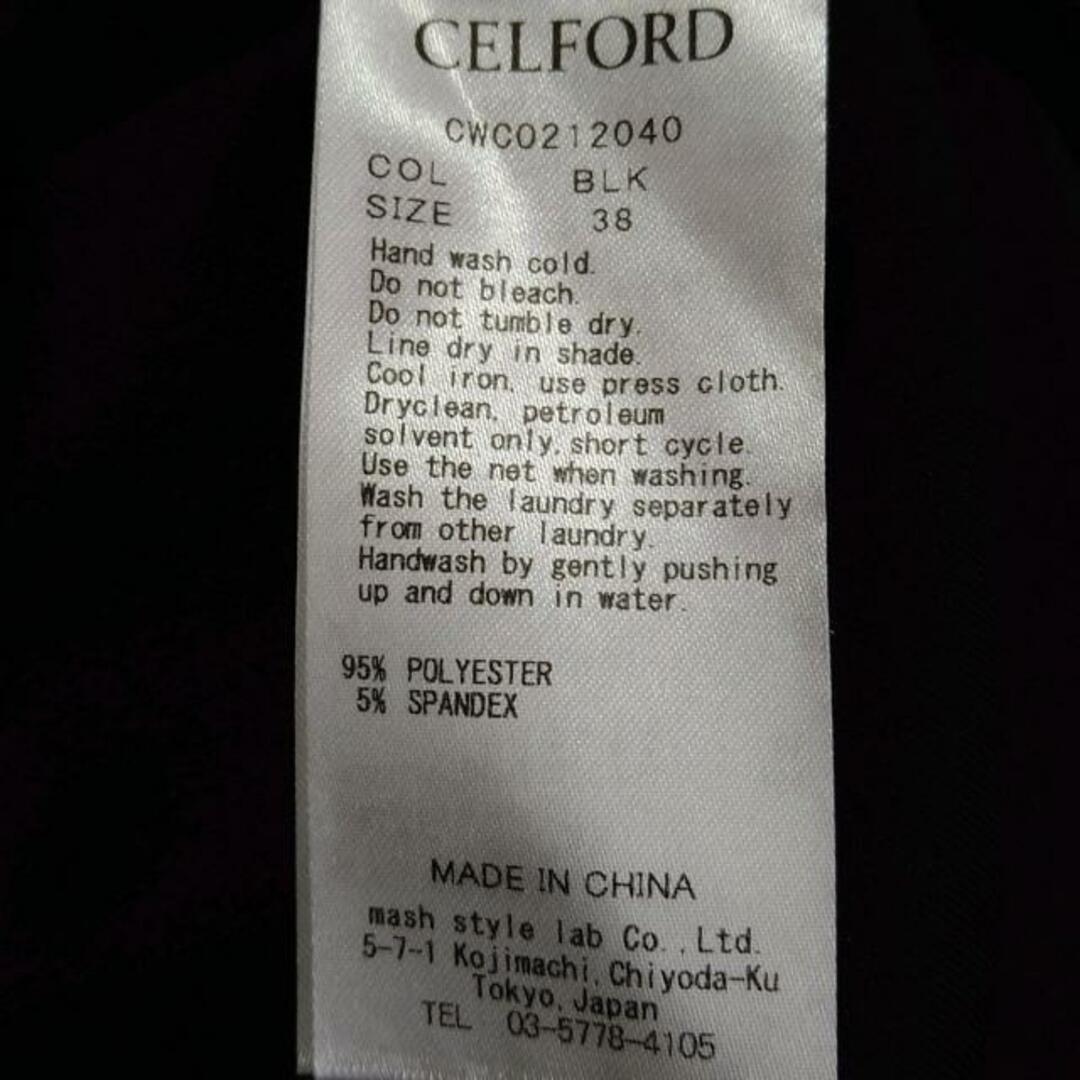 CELFORD
CWC0212040
COL BLK
SIZE 38
Hand wash cold.
Do not bleach.
Do not tumble dry.
Line dry in shade.
Cool iron, use press cloth.
Dryclean, petroleum
solvent only, short cycle.
Use the net when washing.
Wash the laundry separately
from other laundry.
Handwash by gently pushing
up and down in water.
95% POLYESTER
5% SPANDEX
MADE IN CHINA
mash style lab Co., Ltd.
5-7-1 Kojimachi, Chiyoda-Ku
Tokyo, Japan
TEL 03-5778-4105